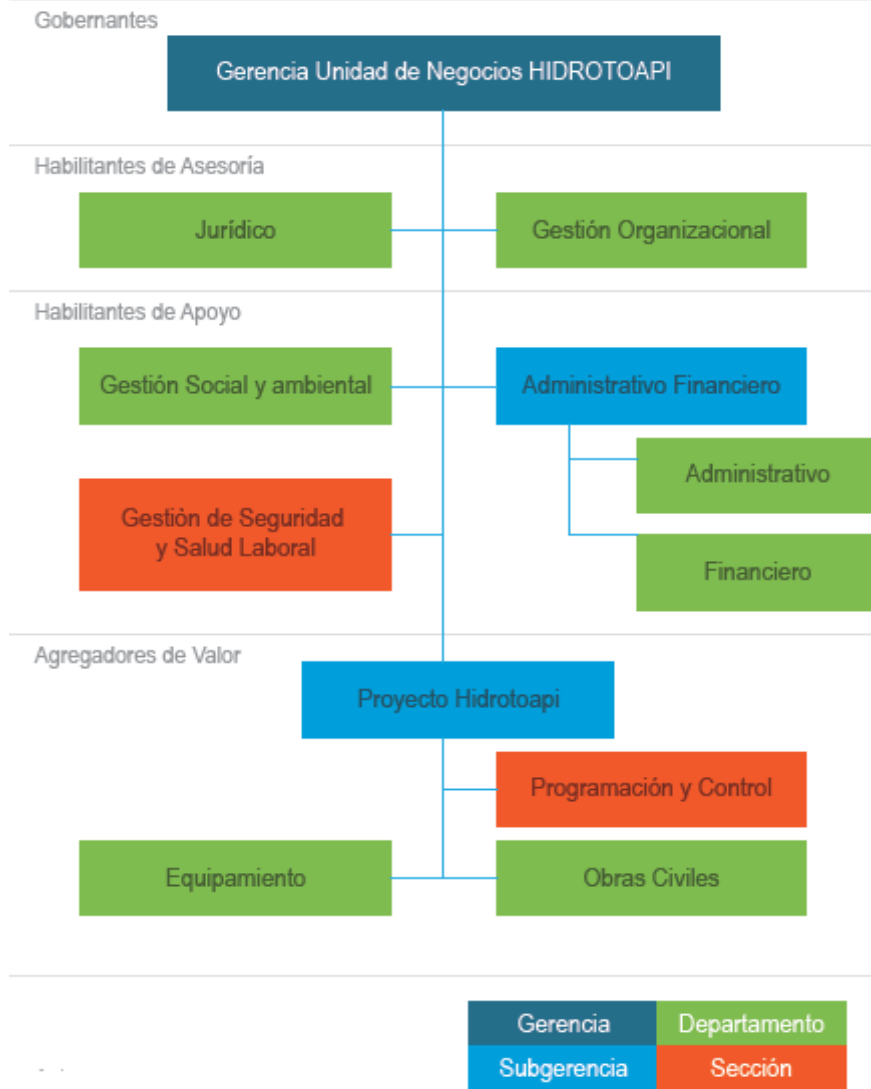 Gobernantes
Gerencia Unidad de Negocios HIDROTOAPI
Habilitantes de Asesoría
Jurídico
Gestión Organizacional
Habilitantes de Apoyo
Gestión Social y ambiental
Administrativo Financiero
Administrativo
Gestión de Seguridad
y Salud Laboral
Financiero
Agregadores de Valor
Proyecto Hidrotoapi
Programación y Control
Equipamiento
Obras Civiles
Gerencia
Departamento
Subgerencia
Sección